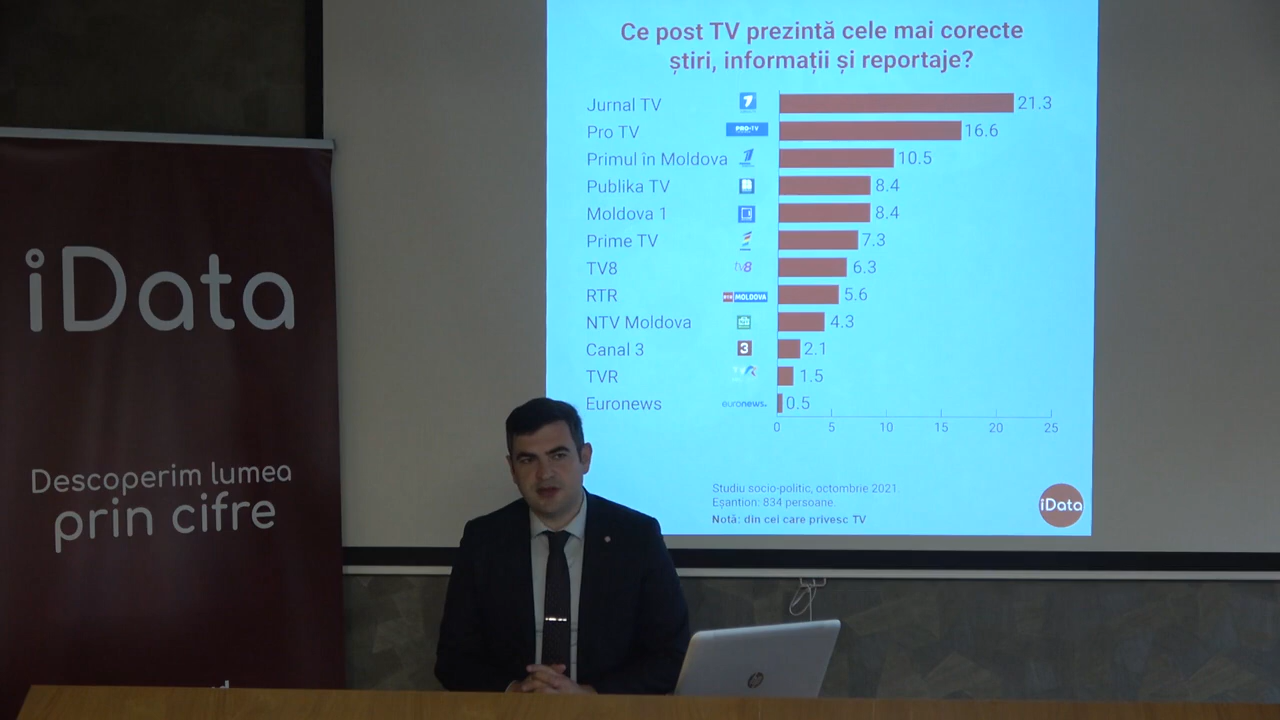 iData
Descoperim lumea
prin cifre
Ce post TV prezintă cele mai corecte
știri, informații și reportaje?
Jurnal TV 21.3
Pro TV PRO•TV 16.6
Primul în Moldova 10.5
Publika TV 8.4
Moldova 1 8.4
Prime TV 7.3
TV8 tv8 6.3
RTR RTR MOLDOVA 5.6
NTV Moldova 4.3
Canal 3 3 2.1
TVR 1.5
Euronews euronews. 0.5
0 5 10 15 20 25
Studiu socio-politic, octombrie 2021.
Eșantion: 834 persoane.
Notă: din cei care privesc TV
iData
hp